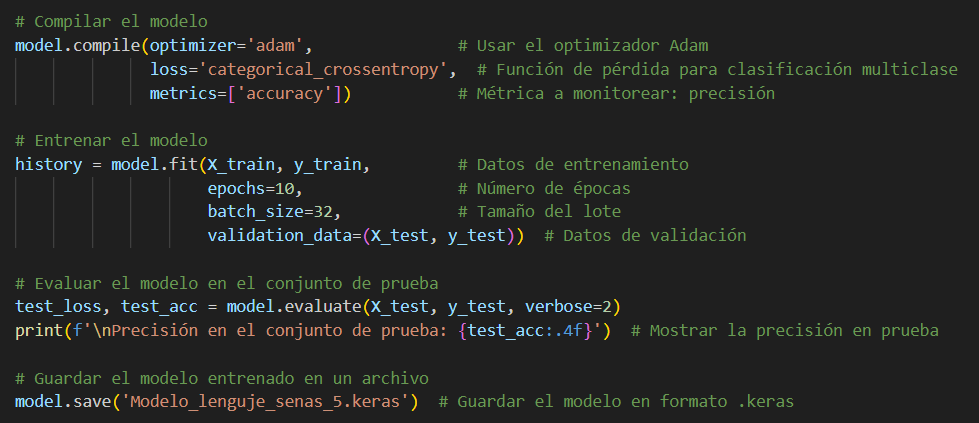 # Compilar el modelo
model.compile(optimizer='adam',               # Usar el optimizador Adam
              loss='categorical_crossentropy',  # Función de pérdida para clasificación multiclase
              metrics=['accuracy'])           # Métrica a monitorear: precisión

# Entrenar el modelo
history = model.fit(X_train, y_train,         # Datos de entrenamiento
                    epochs=10,                # Número de épocas
                    batch_size=32,            # Tamaño del lote
                    validation_data=(X_test, y_test))  # Datos de validación

# Evaluar el modelo en el conjunto de prueba
test_loss, test_acc = model.evaluate(X_test, y_test, verbose=2)
print(f'\nPrecisión en el conjunto de prueba: {test_acc:.4f}')  # Mostrar la precisión en prueba

# Guardar el modelo entrenado en un archivo
model.save('Modelo_lenguje_senas_5.keras')  # Guardar el modelo en formato .keras